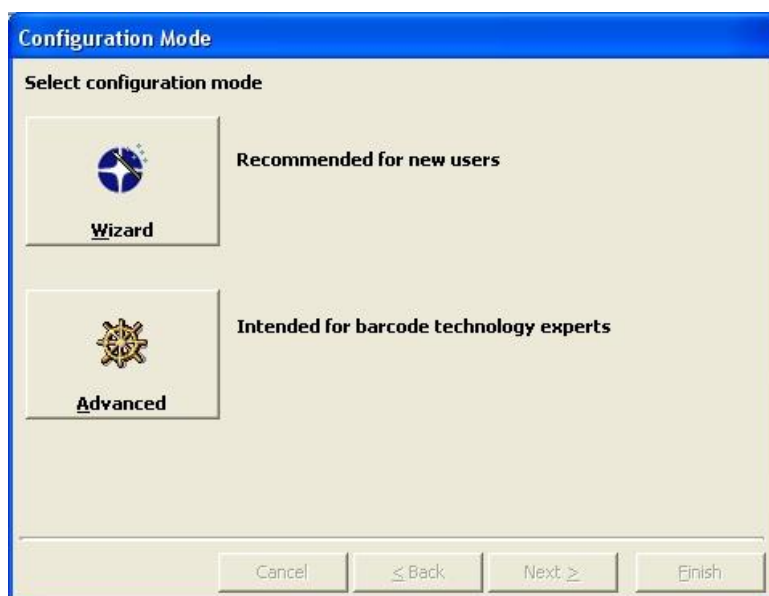 Configuration Mode
Select configuration mode
Recommended for new users
Wizard
Intended for barcode technology experts
Advanced
Cancel < Back Next > Finish